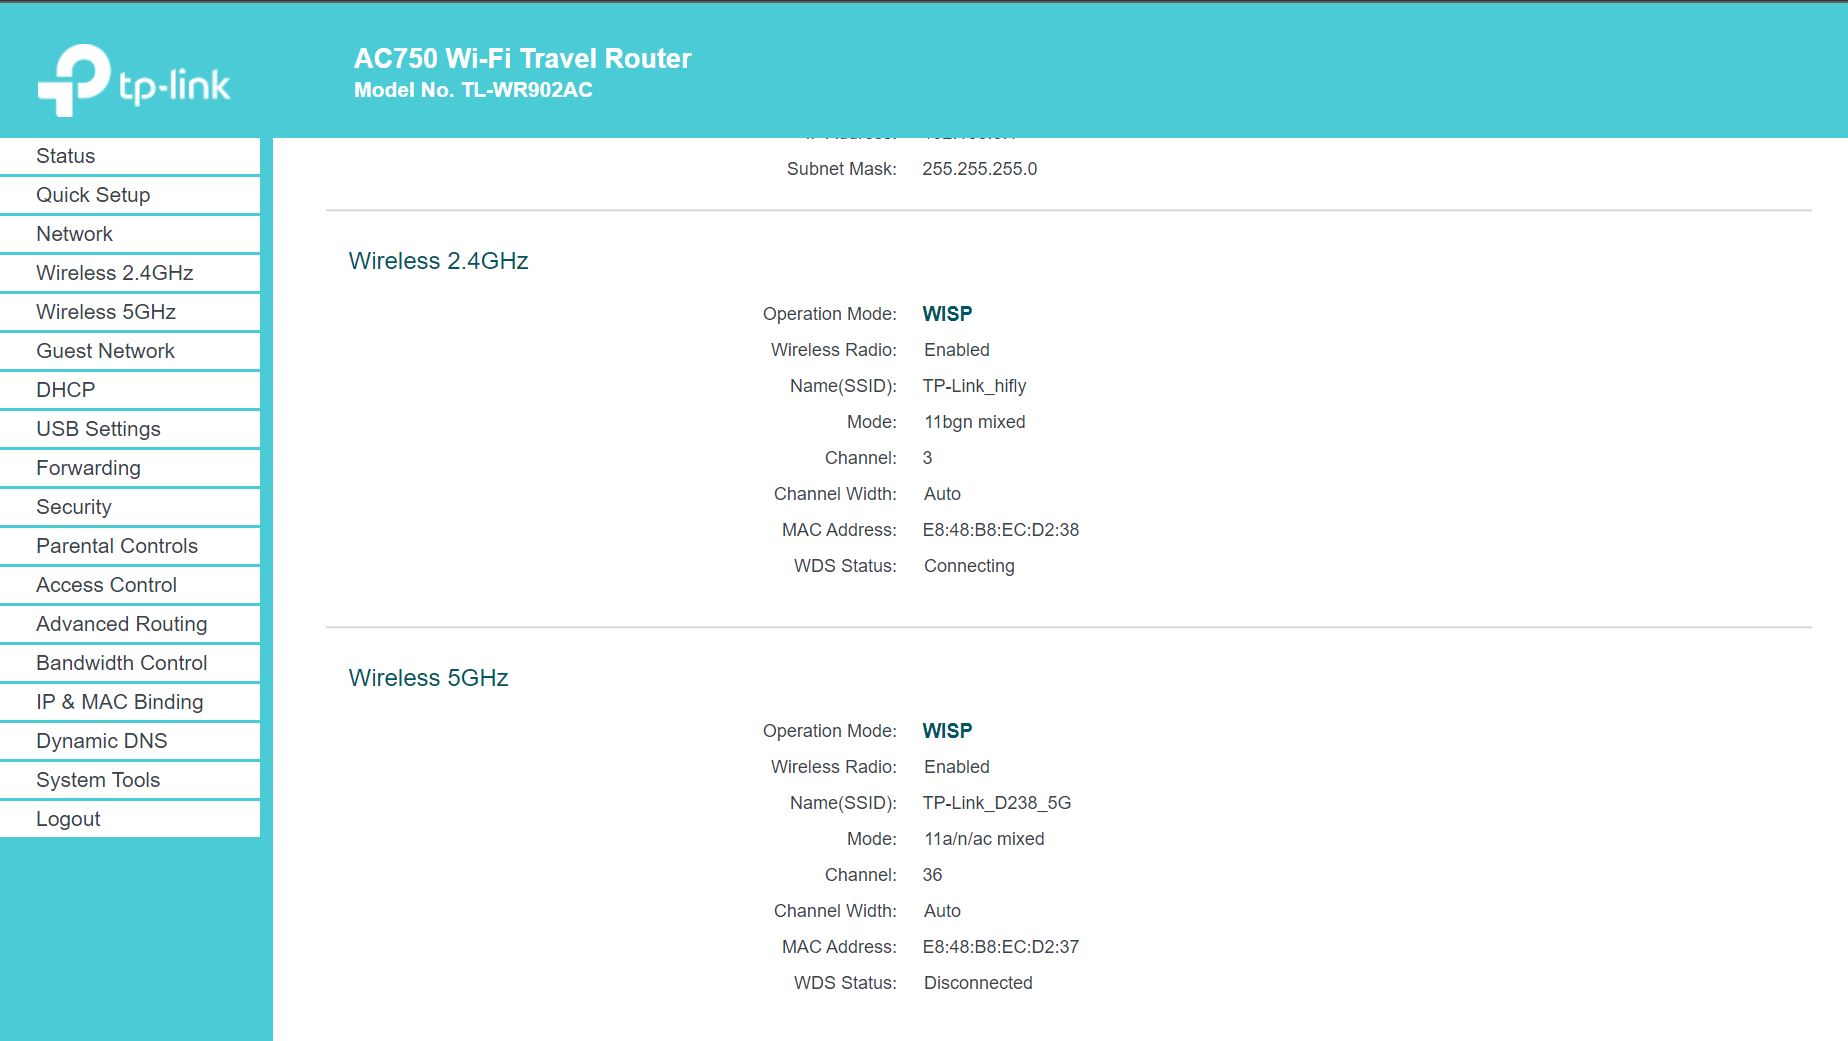 tp-link
AC750 Wi-Fi Travel Router
Model No. TL-WR902AC
Status
Quick Setup
Network
Wireless 2.4GHz
Wireless 5GHz
Guest Network
DHCP
USB Settings
Forwarding
Security
Parental Controls
Access Control
Advanced Routing
Bandwidth Control
IP & MAC Binding
Dynamic DNS
System Tools
Logout
Subnet Mask: 255.255.255.0
Wireless 2.4GHz
Operation Mode: WISP
Wireless Radio: Enabled
Name(SSID): TP-Link_hifly
Mode: 11bgn mixed
Channel: 3
Channel Width: Auto
MAC Address: E8:48:B8:EC:D2:38
WDS Status: Connecting
Wireless 5GHz
Operation Mode: WISP
Wireless Radio: Enabled
Name(SSID): TP-Link_D238_5G
Mode: 11a/n/ac mixed
Channel: 36
Channel Width: Auto
MAC Address: E8:48:B8:EC:D2:37
WDS Status: Disconnected